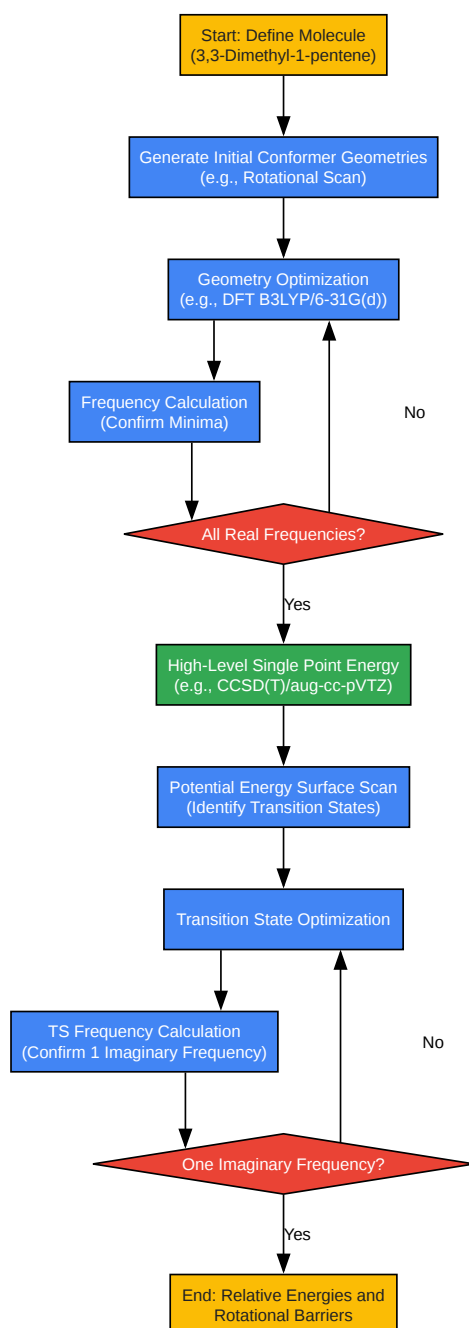 Start: Define Molecule
(3,3-Dimethyl-1-pentene)
Generate Initial Conformer Geometries
(e.g., Rotational Scan)
Geometry Optimization
(e.g., DFT B3LYP/6-31G(d))
Frequency Calculation
(Confirm Minima)
No
All Real Frequencies?
Yes
High-Level Single Point Energy
(e.g., CCSD(T)/aug-cc-pVTZ)
Potential Energy Surface Scan
(Identify Transition States)
Transition State Optimization
TS Frequency Calculation
(Confirm 1 Imaginary Frequency)
No
One Imaginary Frequency?
Yes
End: Relative Energies and
Rotational Barriers